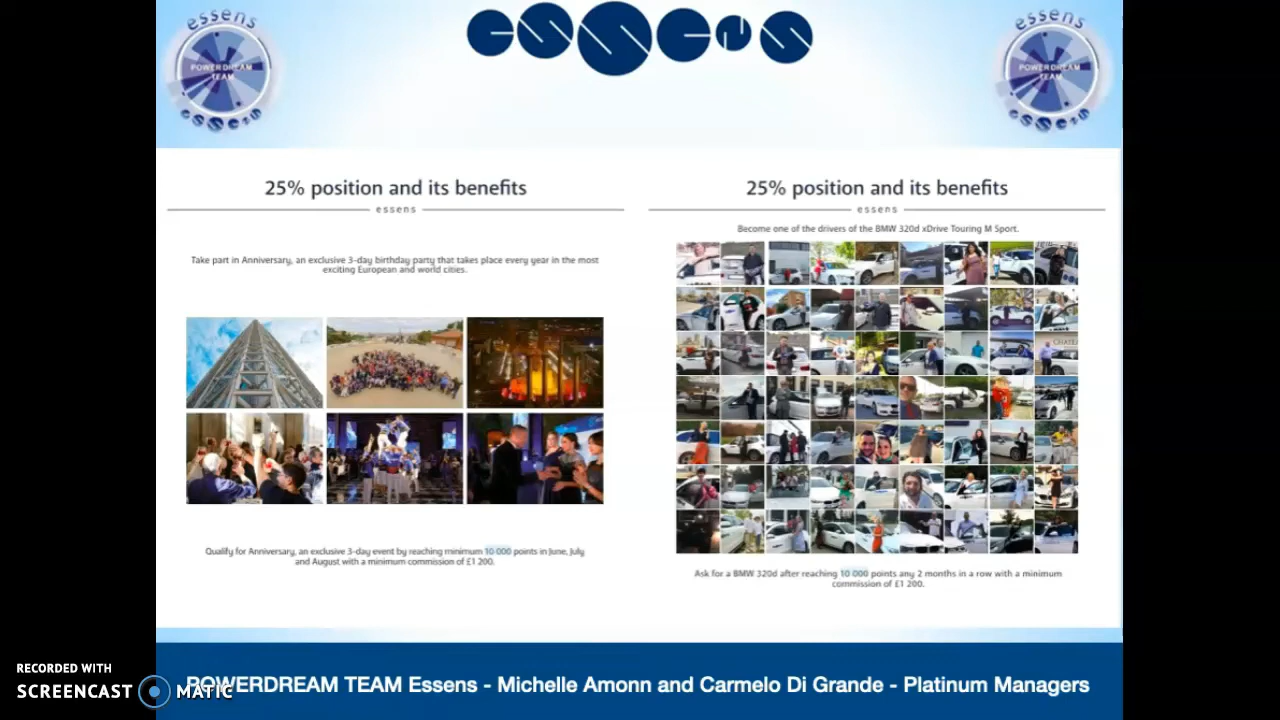 essens
POWER DREAM
TEAM
essens
essens
essens
POWER DREAM
TEAM
essens
25% position and its benefits
essens
Take part in Anniversary, an exclusive 3-day birthday party that takes place every year in the most
exciting European and world cities.
Qualify for Anniversary, an exclusive 3-day event by reaching minimum 10 000 points in June, July
and August with a minimum commission of £1 200.
25% position and its benefits
essens
Become one of the drivers of the BMW 320d xDrive Touring M Sport.
Ask for a BMW 320d after reaching 10 000 points any 2 months in a row with a minimum
commission of £1 200.
RECORDED WITH
SCREENCAST MATIC
POWERDREAM TEAM Essens - Michelle Amonn and Carmelo Di Grande - Platinum Managers